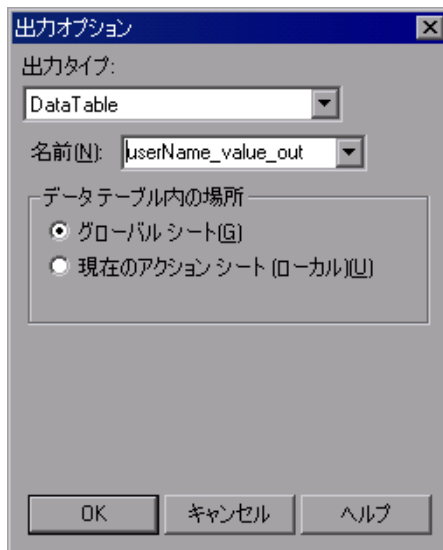 出力オプション
出力タイプ:
DataTable
名前(N): userName_value_out
データ テーブル内の場所
グローバル シート(G)
現在のアクション シート (ローカル)(U)
OK キャンセル ヘルプ